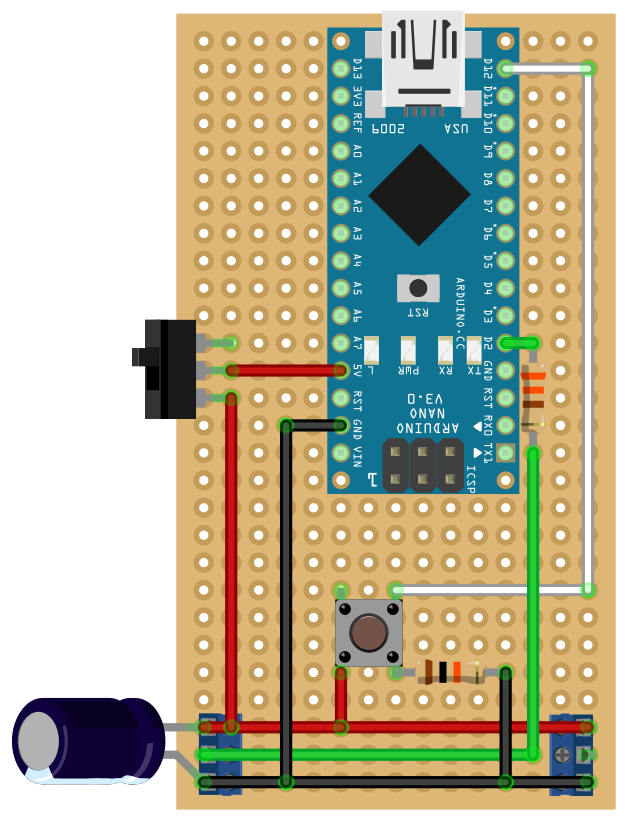 D13
3V3
REF
A0
A1
A2
A3
A4
A5
A6
A7
5V
RST
GND
VIN
D12
D11
D10
D9
D8
D7
D6
D5
D4
D3
D2
GND
RST
RX0
TX1
USA
2009
RST
ARDUINO.CC
TX
RX
PWR
L
ARDUINO
NANO
V3.0
ICSP
1